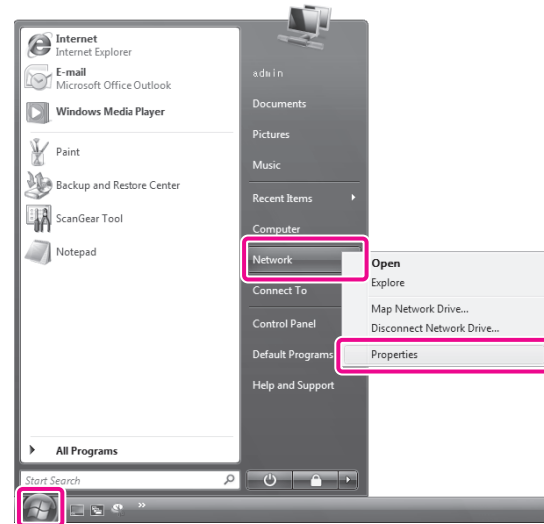 Internet
Internet Explorer
E-mail
Microsoft Office Outlook
Windows Media Player
Paint
Backup and Restore Center
ScanGear Tool
Notepad
All Programs
Start Search
admin
Documents
Pictures
Music
Recent Items
Computer
Network
Connect To
Control Panel
Default Programs
Help and Support
Open
Explore
Map Network Drive...
Disconnect Network Drive...
Properties